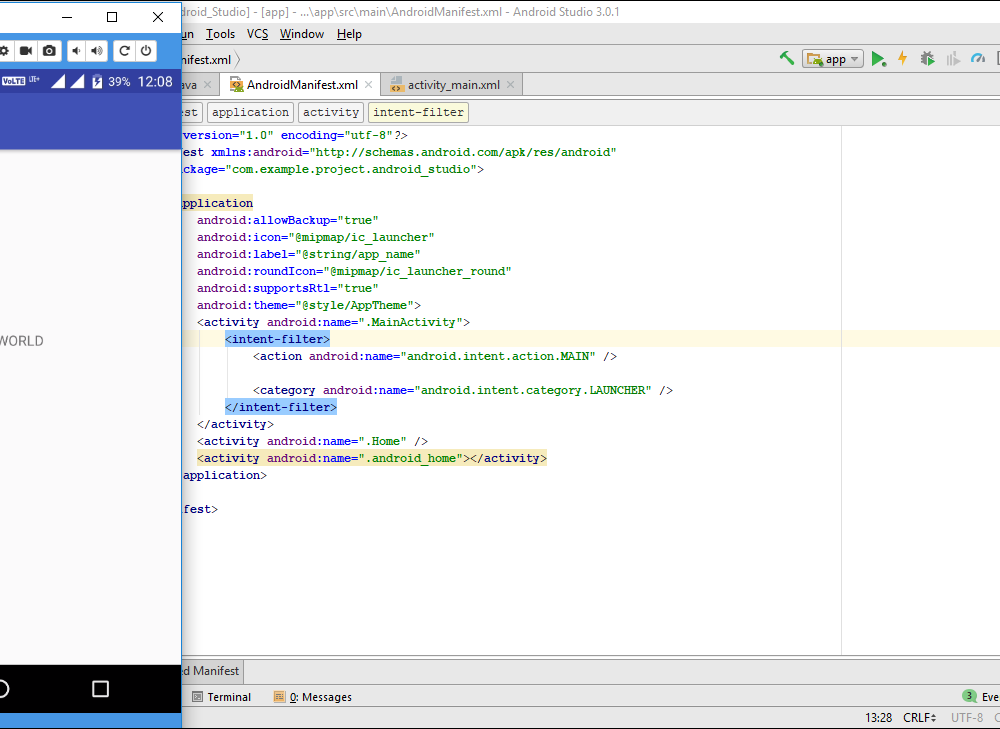 droid_Studio] - [app] - ...\app\src\main\AndroidManifest.xml - Android Studio 3.0.1
un Tools VCS Window Help
nifest.xml
app
VoLTE LTE+ 39% 12:08
ava AndroidManifest.xml activity_main.xml
est application activity intent-filter
version="1.0" encoding="utf-8"?>
est xmlns:android="http://schemas.android.com/apk/res/android"
ckage="com.example.project.android_studio">
pplication
android:allowBackup="true"
android:icon="@mipmap/ic_launcher"
android:label="@string/app_name"
android:roundIcon="@mipmap/ic_launcher_round"
android:supportsRtl="true"
android:theme="@style/AppTheme">
<activity android:name=".MainActivity">
<intent-filter>
WORLD
<action android:name="android.intent.action.MAIN" />
<category android:name="android.intent.category.LAUNCHER" />
</intent-filter>
</activity>
<activity android:name=".Home" />
<activity android:name=".android_home"></activity>
application>
fest>
ed Manifest
Terminal 0: Messages 3 Eve
13:28 CRLF UTF-8 C